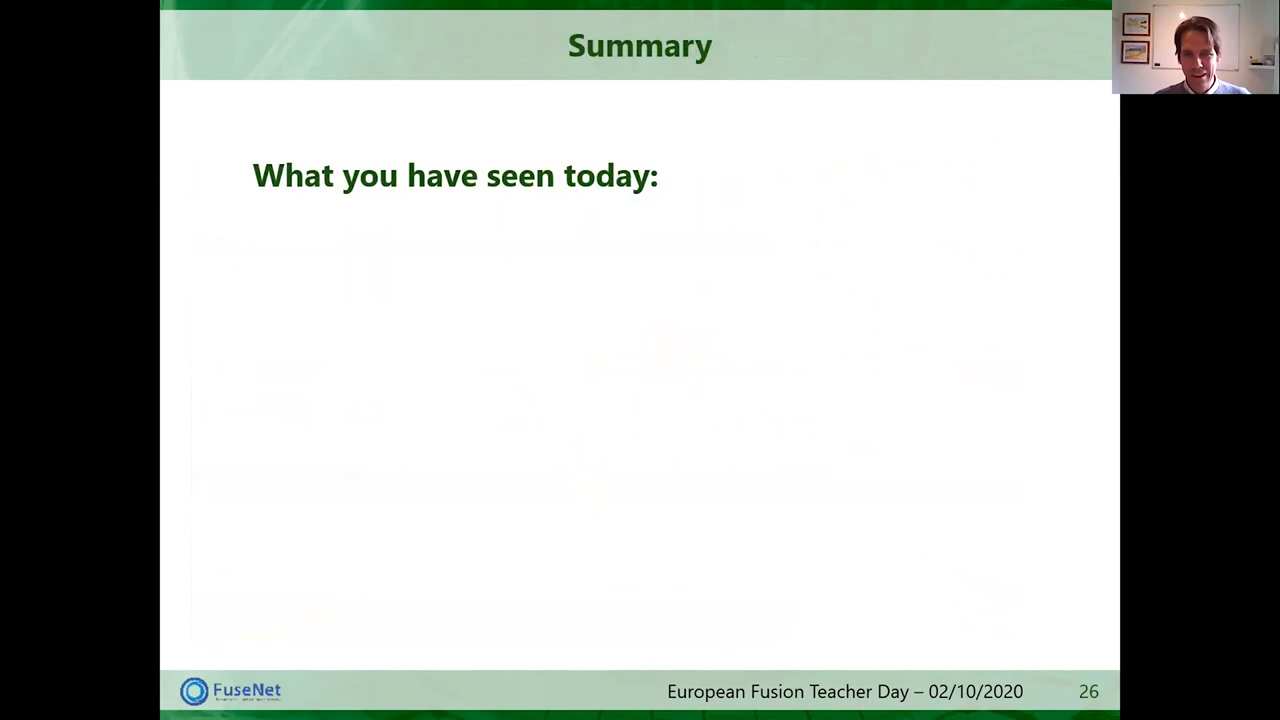 Summary
What you have seen today:
FuseNet
European Fusion Teacher Day – 02/10/2020
26